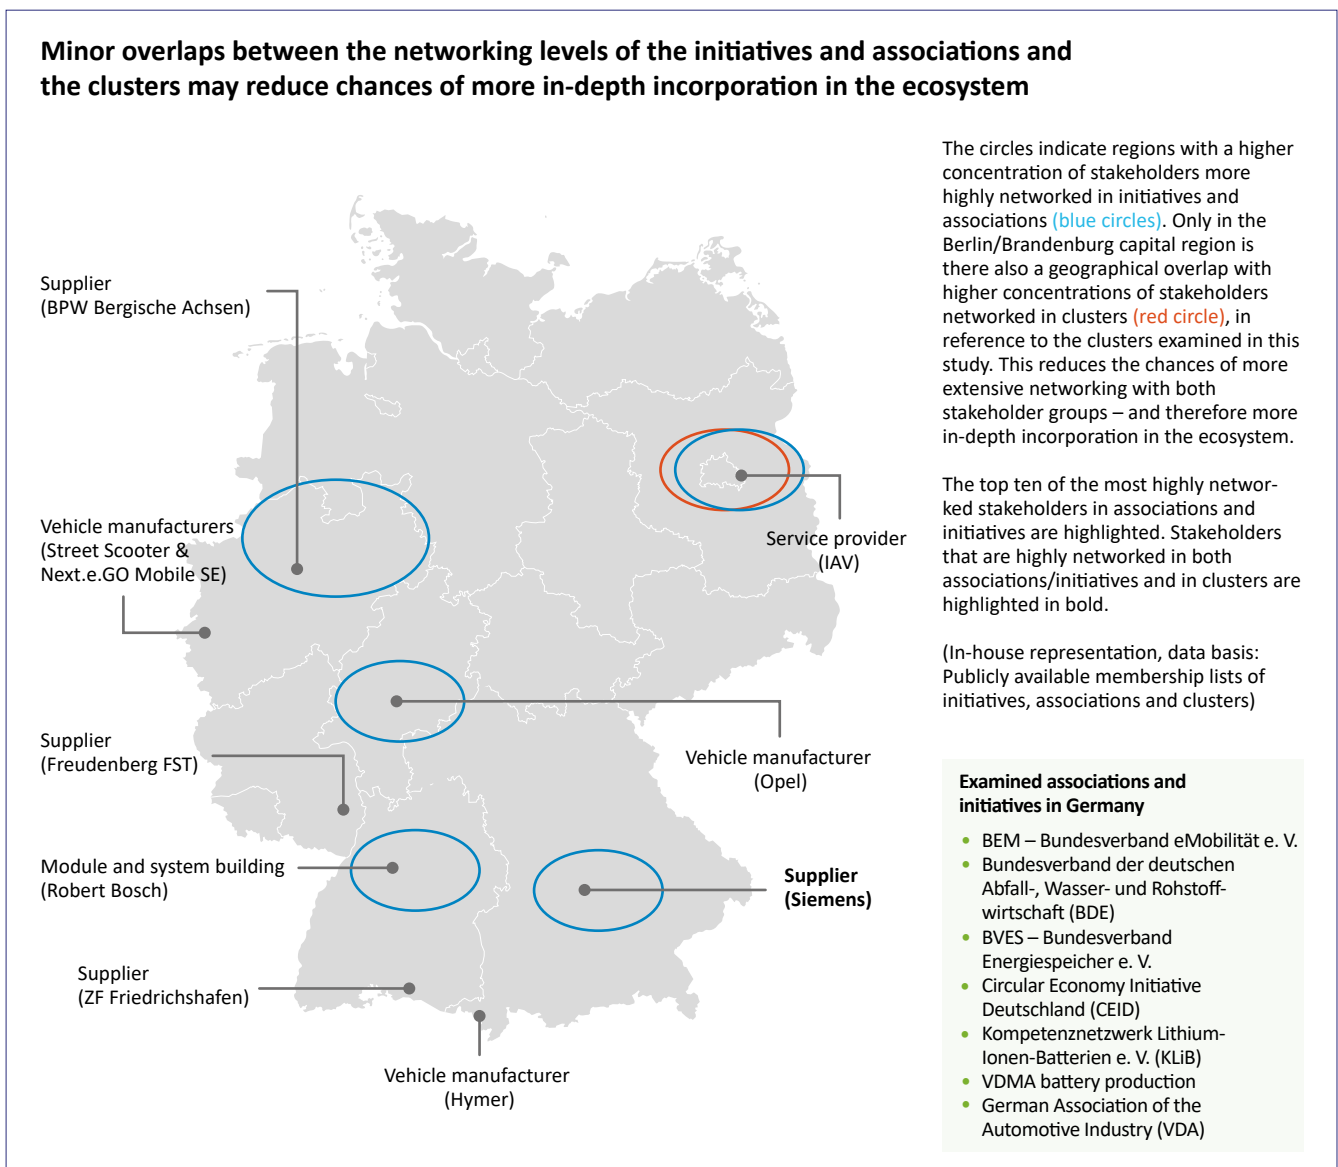 Minor overlaps between the networking levels of the initiatives and associations and
the clusters may reduce chances of more in-depth incorporation in the ecosystem
The circles indicate regions with a higher
concentration of stakeholders more
highly networked in initiatives and
associations (blue circles). Only in the
Berlin/Brandenburg capital region is
there also a geographical overlap with
higher concentrations of stakeholders
networked in clusters (red circle), in
reference to the clusters examined in this
study. This reduces the chances of more
extensive networking with both
stakeholder groups – and therefore more
in-depth incorporation in the ecosystem.
The top ten of the most highly networ-
ked stakeholders in associations and
initiatives are highlighted. Stakeholders
that are highly networked in both
associations/initiatives and in clusters are
highlighted in bold.
(In-house representation, data basis:
Publicly available membership lists of
initiatives, associations and clusters)
Supplier
(BPW Bergische Achsen)
Vehicle manufacturers
(Street Scooter &
Next.e.GO Mobile SE)
Service provider
(IAV)
Supplier
(Freudenberg FST)
Vehicle manufacturer
(Opel)
Module and system building
(Robert Bosch)
Supplier
(Siemens)
Supplier
(ZF Friedrichshafen)
Vehicle manufacturer
(Hymer)
Examined associations and
initiatives in Germany
• BEM – Bundesverband eMobilität e. V.
• Bundesverband der deutschen
Abfall-, Wasser- und Rohstoff-
wirtschaft (BDE)
• BVES – Bundesverband
Energiespeicher e. V.
• Circular Economy Initiative
Deutschland (CEID)
• Kompetenznetzwerk Lithium-
Ionen-Batterien e. V. (KLiB)
• VDMA battery production
• German Association of the
Automotive Industry (VDA)